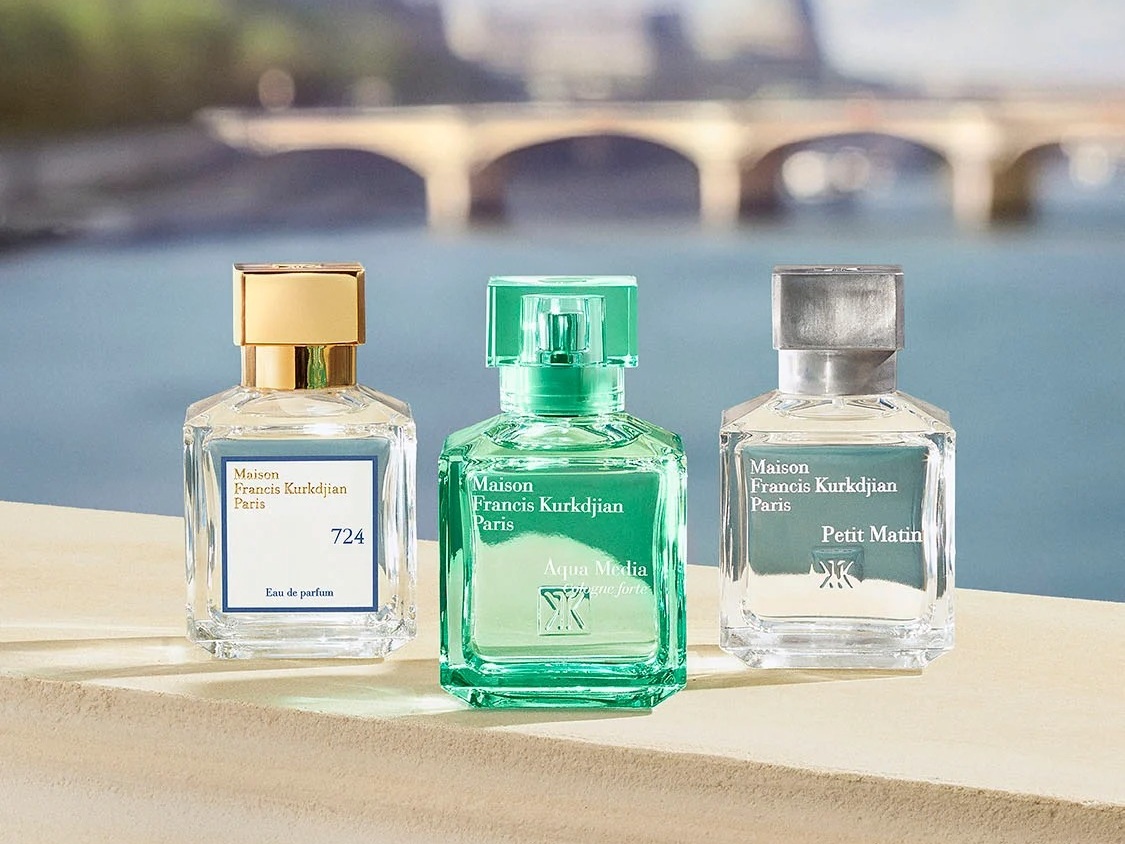 Maison
Francis Kurkdjian
Paris
724
Eau de parfum
Maison
Francis Kurkdjian
Paris
Aqua Media
cologne forte
Maison
Francis Kurkdjian
Paris
Petit Matin